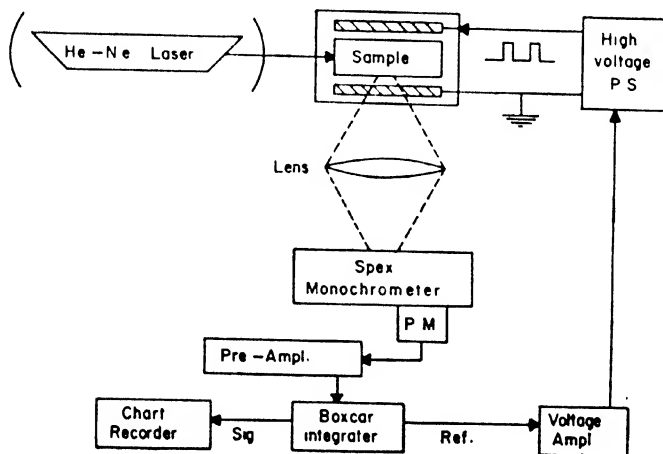 He-Ne Laser
Sample
High
voltage
P S
Lens
Spex
Monochrometer
P M
Pre-Ampl.
Chart
Recorder
Sig
Boxcar
integrater
Ref.
Voltage
Ampl